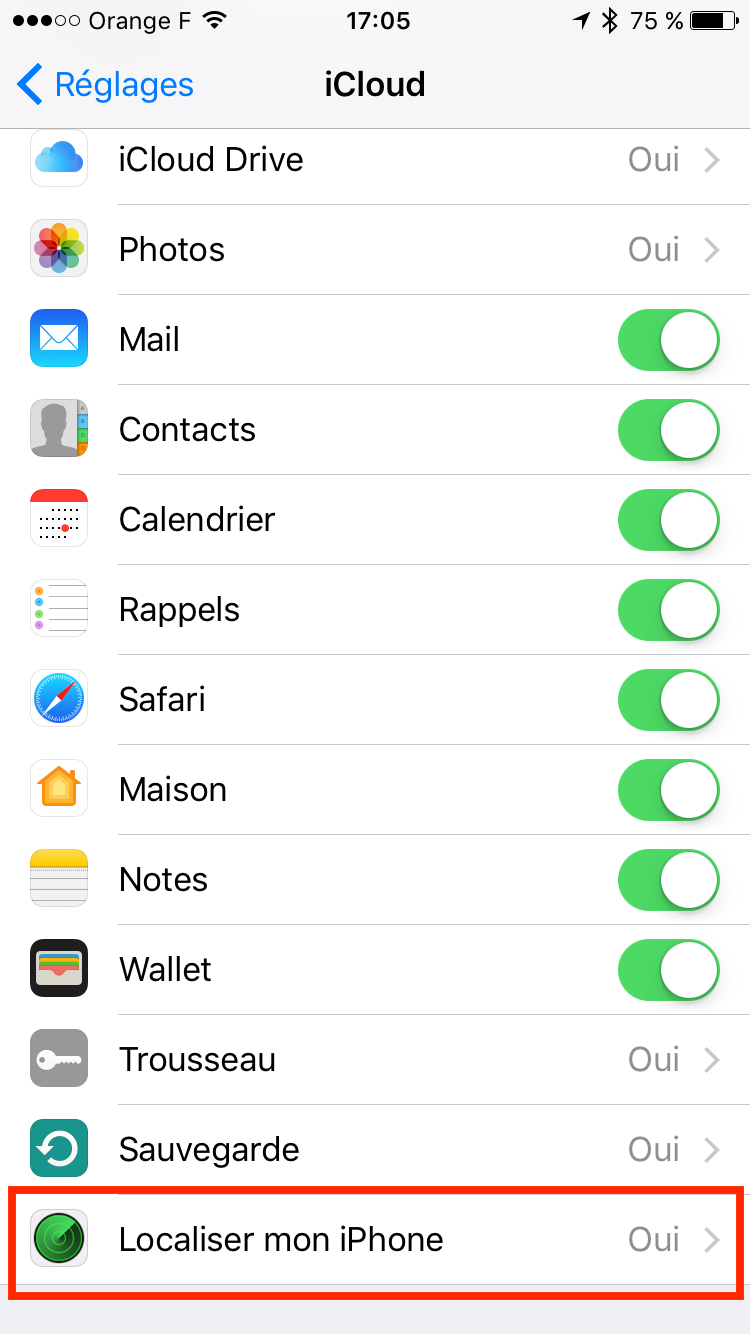 Orange F 17:05 75 %
Réglages iCloud
iCloud Drive Oui
Photos Oui
Mail
Contacts
Calendrier
Rappels
Safari
Maison
Notes
Wallet
Trousseau Oui
Sauvegarde Oui
Localiser mon iPhone Oui